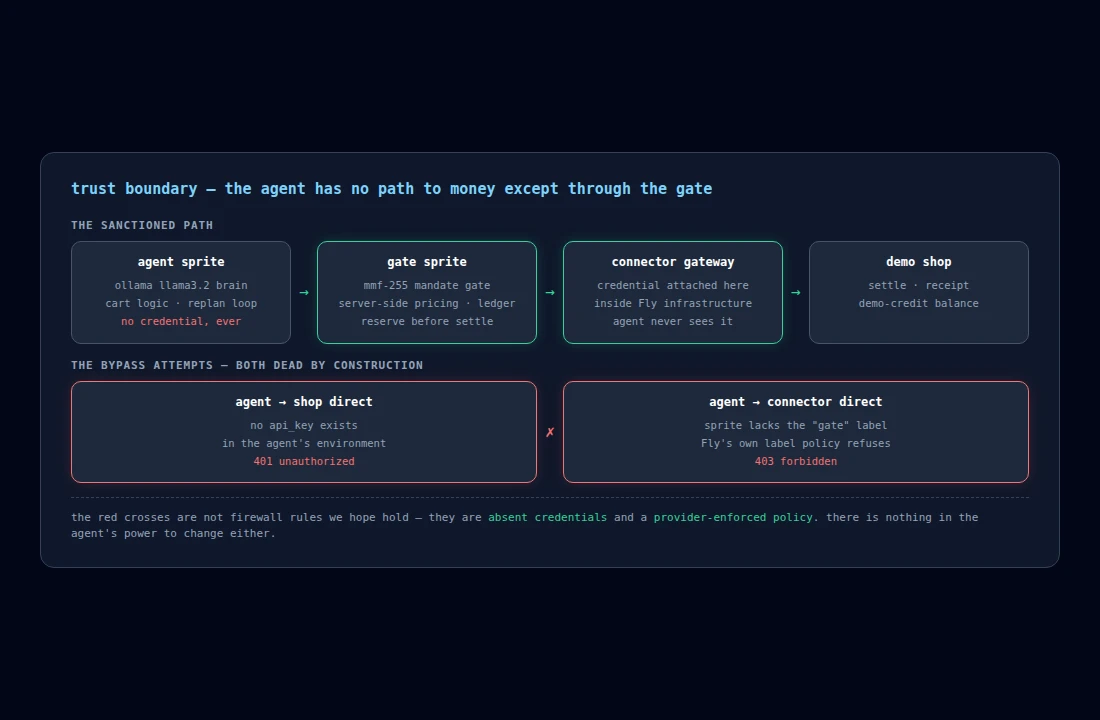 trust boundary — the agent has no path to money except through the gate
THE SANCTIONED PATH
agent sprite
ollama llama3.2 brain
cart logic · replan loop
no credential, ever
→
gate sprite
mmf-255 mandate gate
server-side pricing · ledger
reserve before settle
→
connector gateway
credential attached here
inside Fly infrastructure
agent never sees it
→
demo shop
settle · receipt
demo-credit balance
THE BYPASS ATTEMPTS — BOTH DEAD BY CONSTRUCTION
agent → shop direct
no api_key exists
in the agent's environment
401 unauthorized
✗
agent → connector direct
sprite lacks the "gate" label
Fly's own label policy refuses
403 forbidden
the red crosses are not firewall rules we hope hold — they are absent credentials and a provider-enforced policy. there is nothing in the
agent's power to change either.